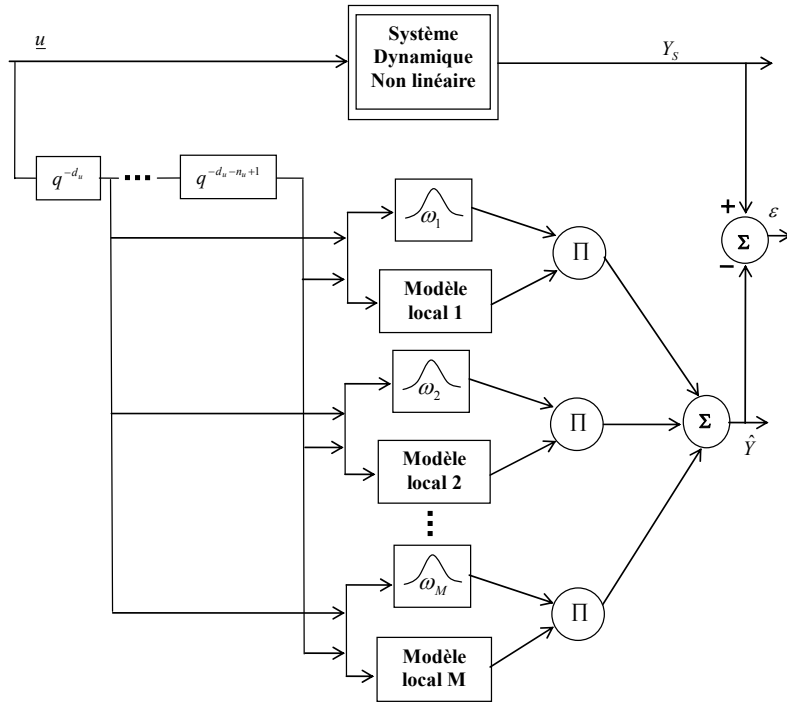 u
Système
Dynamique
Non linéaire
Y_S
q^{-d_u}
...
q^{-d_u-n_u+1}
ω_1
Π
Modèle
local 1
+
Σ
ε
−
ω_2
Π
Modèle
local 2
Σ
Ŷ
ω_M
Π
Modèle
local M